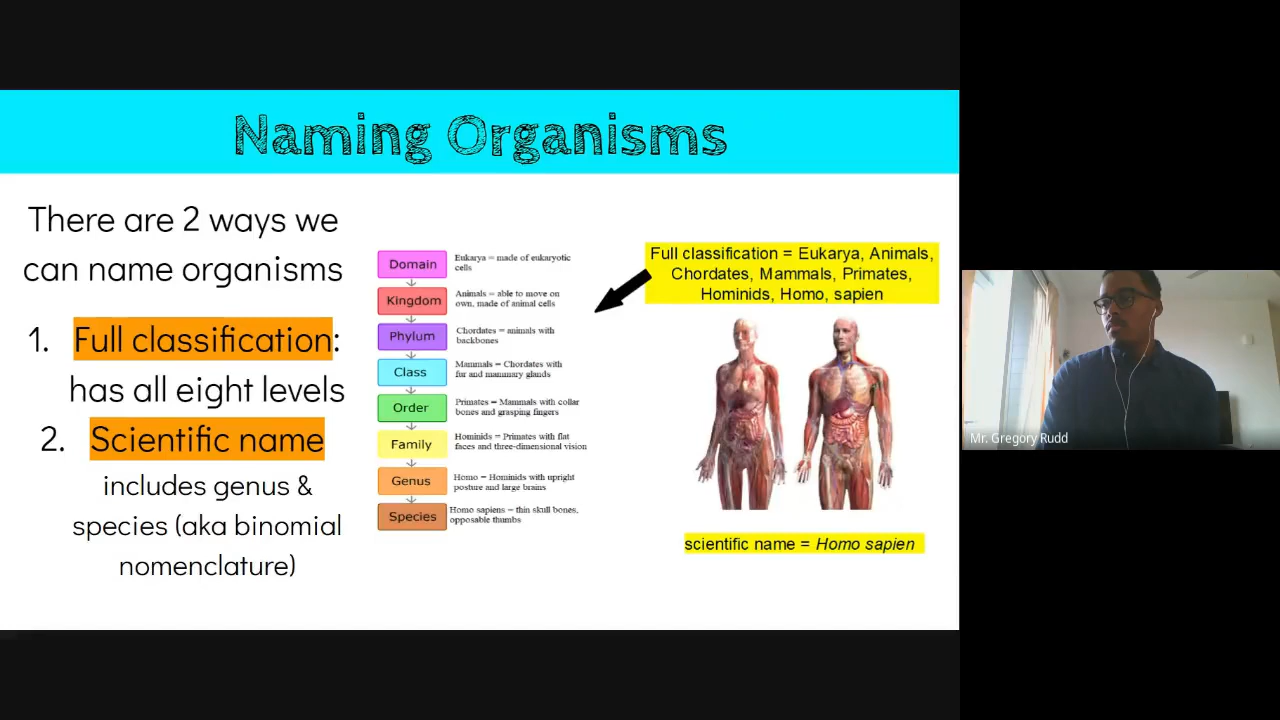 Naming Organisms
There are 2 ways we
can name organisms
1. Full classification:
has all eight levels
2. Scientific name
includes genus &
species (aka binomial
nomenclature)
Domain
Eukarya = made of eukaryotic
cells
Kingdom
Animals = able to move on
own, made of animal cells
Phylum
Chordates = animals with
backbones
Class
Mammals = Chordates with
fur and mammary glands
Order
Primates = Mammals with collar
bones and grasping fingers
Family
Hominids = Primates with flat
faces and three-dimensional vision
Genus
Homo = Hominids with upright
posture and large brains
Species
Homo sapiens = thin skull bones,
opposable thumbs
Full classification = Eukarya, Animals,
Chordates, Mammals, Primates,
Hominids, Homo, sapien
scientific name = Homo sapien
Mr. Gregory Rudd